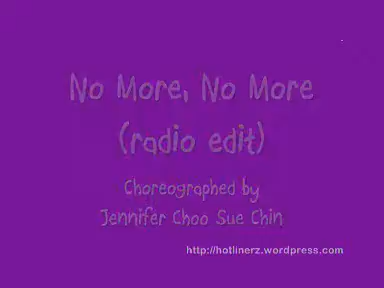 No More, No More
(radio edit)
Choreographed by
Jennifer Choo Sue Chin
http://hotlinerz.wordpress.com